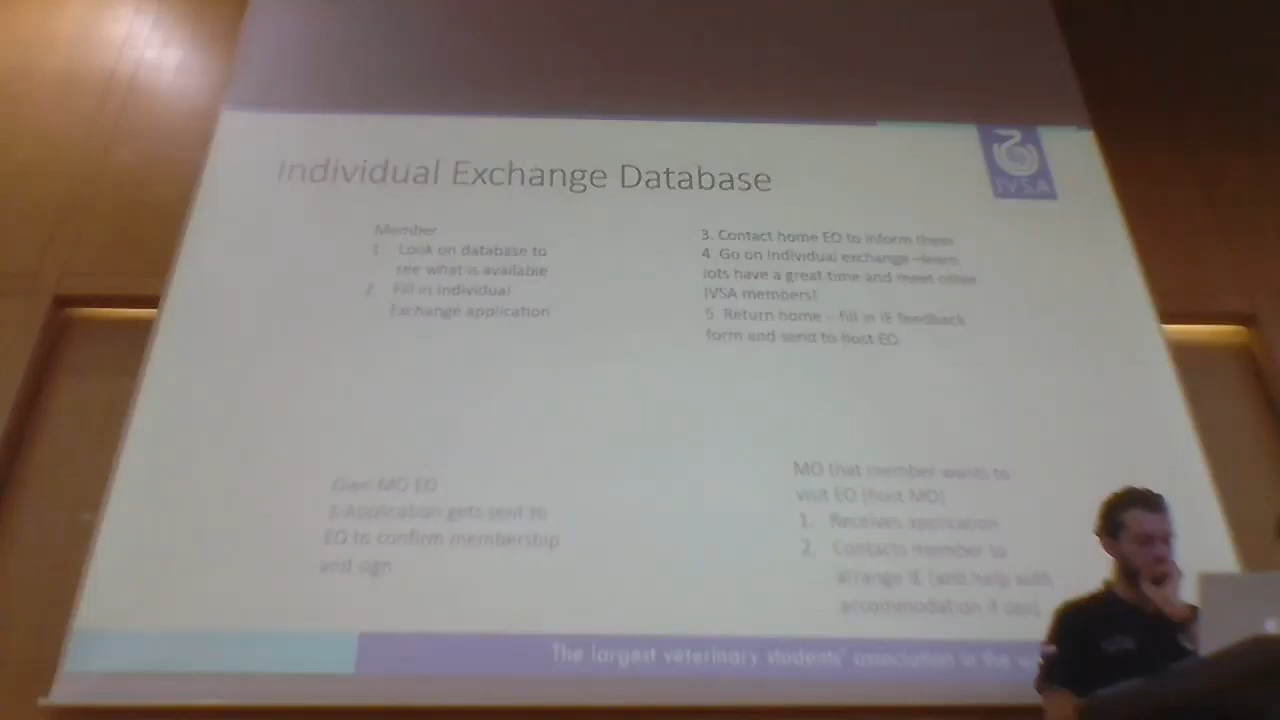 Individual Exchange Database
IVSA
Member
1. Look on database to
see what is available
2. Fill in Individual
Exchange application
3. Contact home EO to inform them
4. Go on Individual exchange – learn
lots have a great time and meet other
IVSA members!
5. Return home – fill in IE feedback
form and send to host EO
Own MO EO
1. Application gets sent to
EO to confirm membership
and sign
MO that member wants to
visit EO (host MO)
1. Receives application
2. Contacts member to
arrange IE (and help with
accommodation if can)
The largest veterinary students' association in the